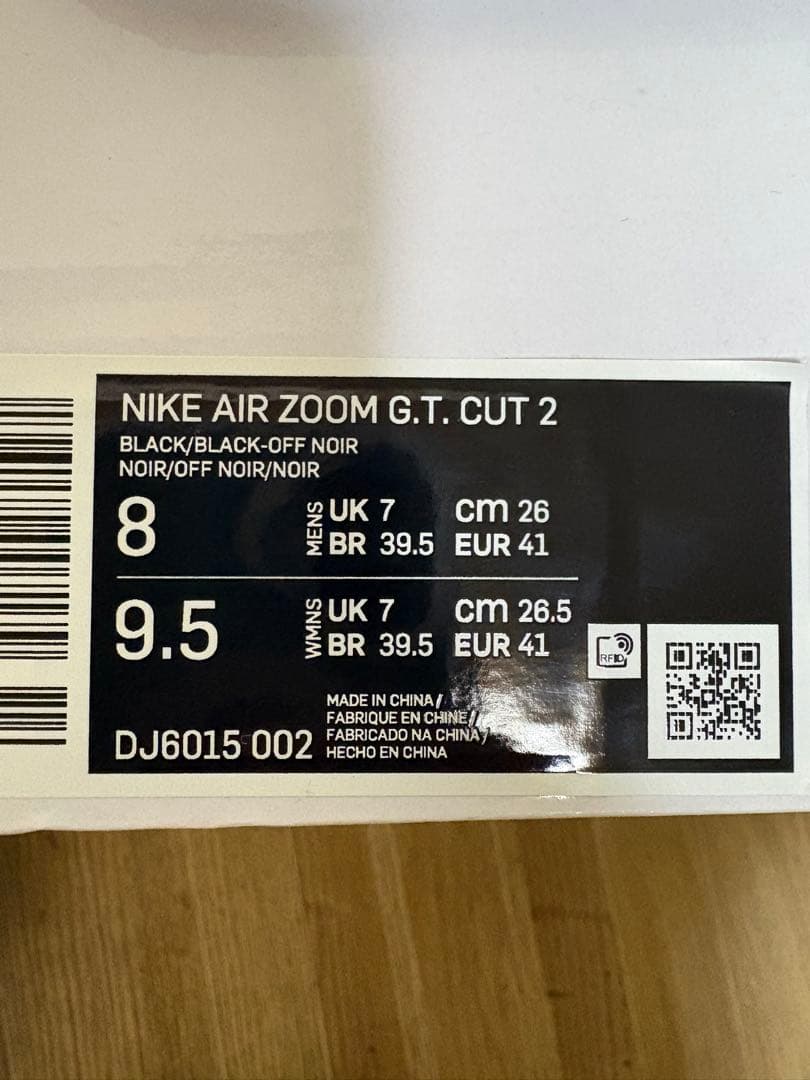 NIKE AIR ZOOM G.T. CUT 2
BLACK/BLACK-OFF NOIR
NOIR/OFF NOIR/NOIR
8
MENS
UK 7 cm 26
BR 39.5 EUR 41
9.5
WMNS
UK 7 cm 26.5
BR 39.5 EUR 41
RFID
MADE IN CHINA/
FABRIQUE EN CHINE/
FABRICADO NA CHINA/
HECHO EN CHINA
DJ6015 002